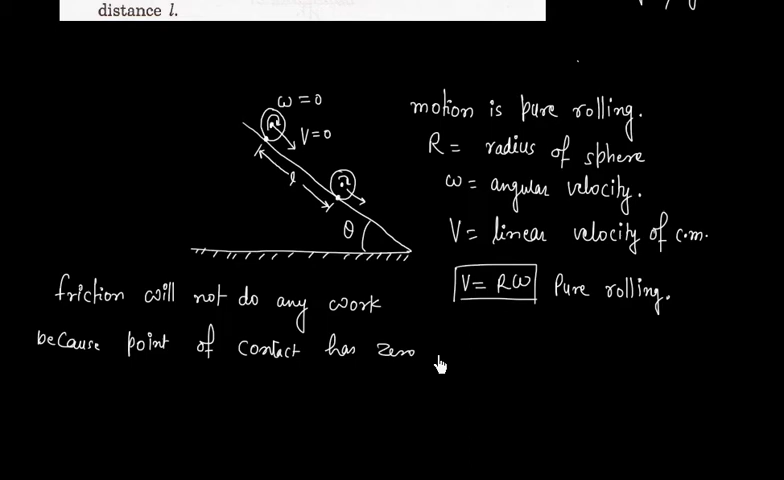 distance l.
ω = 0
V = 0
l
θ
motion is pure rolling.
R = radius of sphere
ω = angular velocity.
V = linear velocity of c.m.
V = Rω Pure rolling.
friction will not do any work
because point of contact has zero